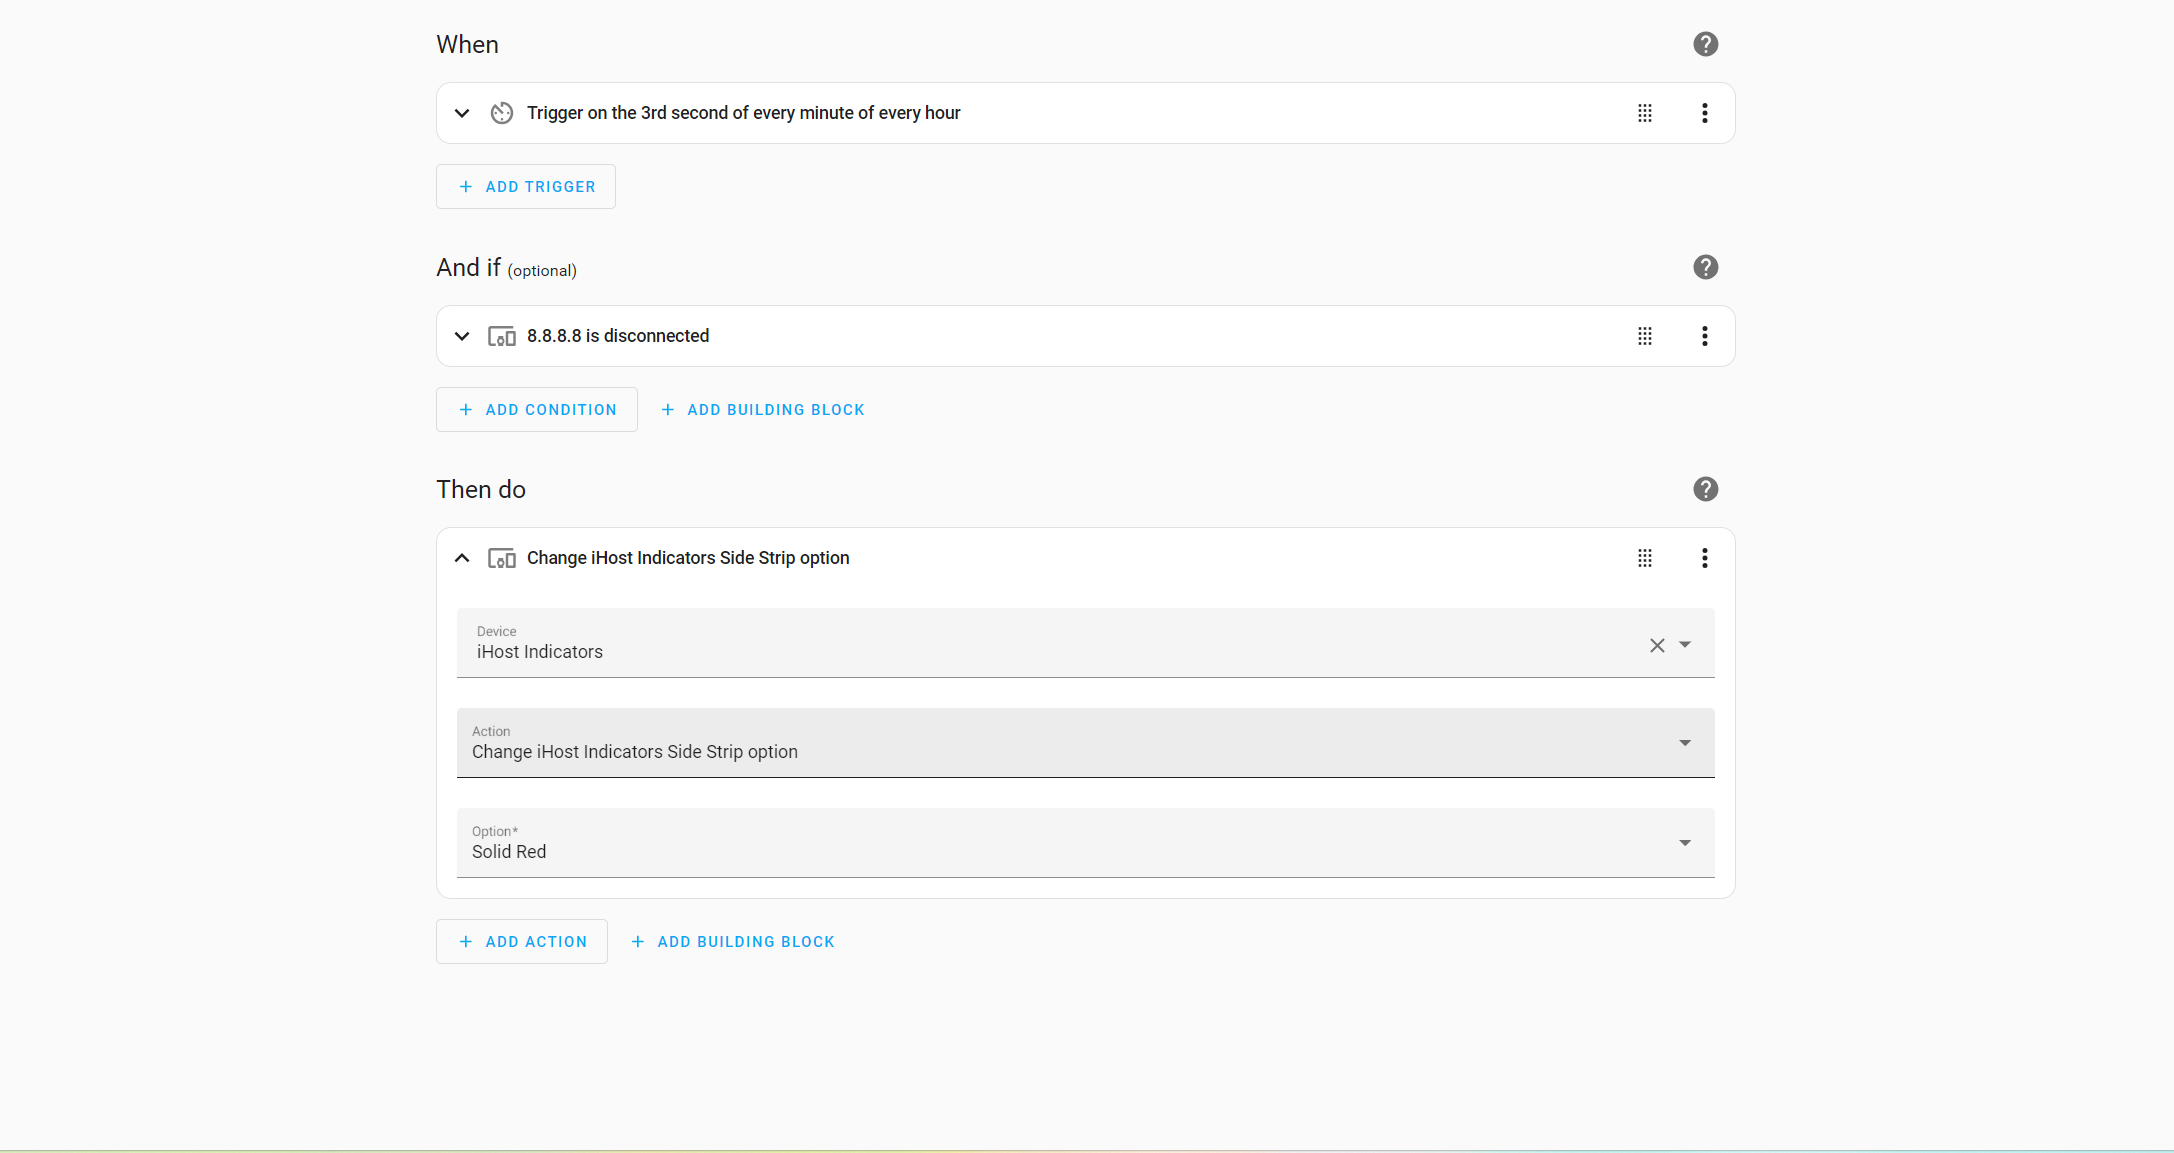 When
Trigger on the 3rd second of every minute of every hour
ADD TRIGGER
And if (optional)
8.8.8.8 is disconnected
ADD CONDITION
ADD BUILDING BLOCK
Then do
Change iHost Indicators Side Strip option
Device
iHost Indicators
Action
Change iHost Indicators Side Strip option
Option*
Solid Red
ADD ACTION
ADD BUILDING BLOCK